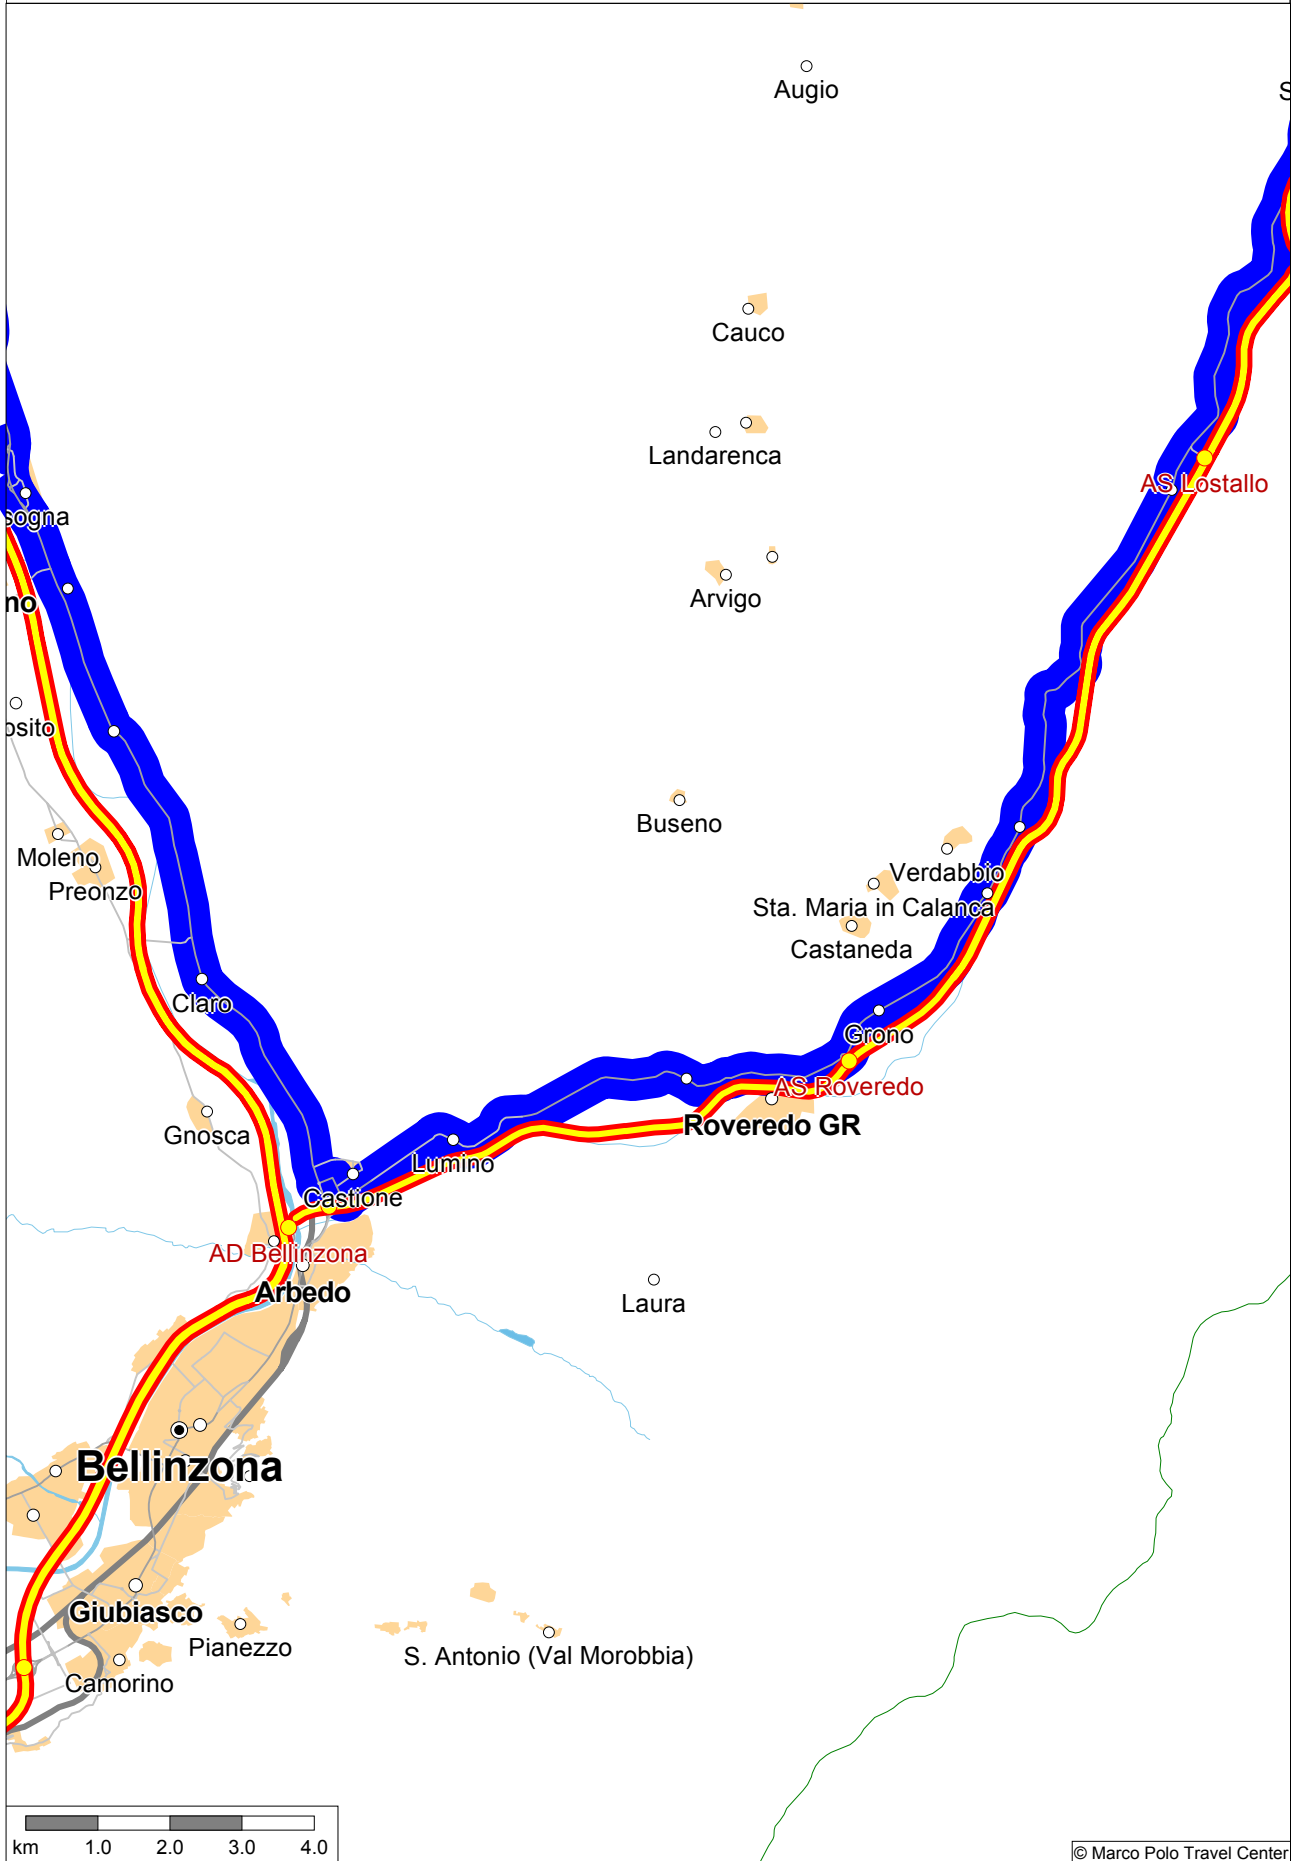 Augio
S
Cauco
Landarenca
AS Lostallo
sogna
Arvigo
no
osito
Buseno
Moleno
Verdabbio
Preonzo
Sta. Maria in Calanca
Castaneda
Claro
Grono
AS Roveredo
Roveredo GR
Gnosca
Lumino
Castione
AD Bellinzona
Arbedo
Laura
Bellinzona
Giubiasco
Pianezzo
S. Antonio (Val Morobbia)
Camorino
km 1.0 2.0 3.0 4.0
© Marco Polo Travel Center